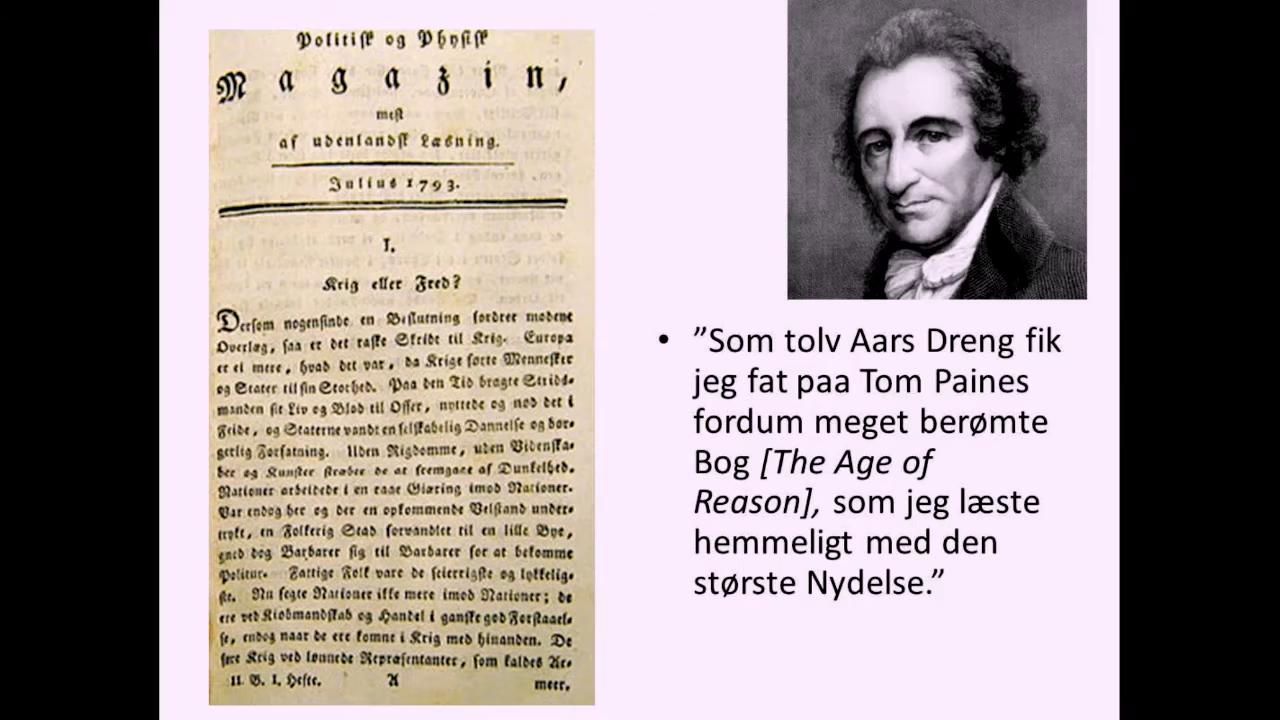 Politisk og Physisk
Magazin,
mest
af udenlandsk Læsning.
Julius 1793.
I.
Krig eller Fred?
Dersom nogensinde en Beslutning fordrer modent
Overlæg, saa er det raske Skridt til Krig. Europa
er ei mere, hvad det var, da Krige førte Mennesker
og Stater til sin Storhed. Paa den Tid bragte Strids-
manden sit Liv og Blod til Offer, nyttede og nød det i
Feide, og Staterne vandt en selskabelig Dannelse og bor-
gerlig Forfatning. Uden Rigdomme, uden Videnska-
ber og Kunster stræber de at fremgaae af Dunkelhed.
Nationer arbeidede i en raae Giæring imod Nationer.
Var endog her og der en opkommende Velstand under-
trykt, en Folkerig Stad forvandlet til en lille Bye,
gned dog Barbarer sig til Barbarer for at bekomme
Politur. Fattige Folk vare de seierrigste og lykkelig-
ste. Nu fegte Nationer ikke mere imod Nationer; de
ere ved Kiøbmandskab og Handel i ganske god Forstaael-
se, endog naar de ere komne i Krig med hinanden. De
føre Krig ved lønnede Repræsentanter, som kaldes Ar-
II. B. I. Hefte. A meer.
• ”Som tolv Aars Dreng fik
jeg fat paa Tom Paines
fordum meget berømte
Bog [The Age of
Reason], som jeg læste
hemmeligt med den
største Nydelse.”